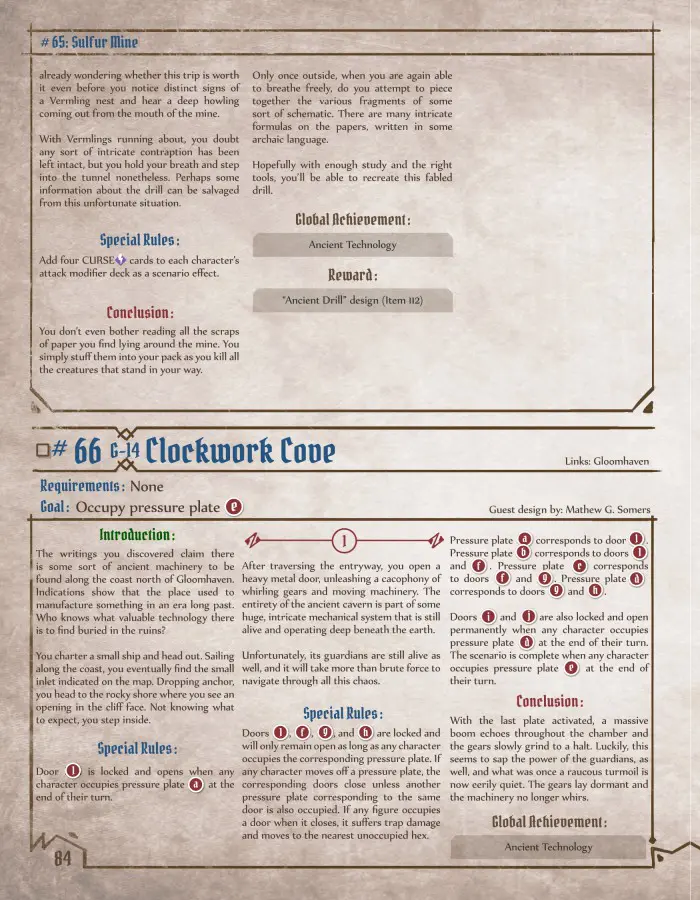 # 65: Sulfur Mine
already wondering whether this trip is worth
it even before you notice distinct signs of
a Vermling nest and hear a deep howling
coming out from the mouth of the mine.
With Vermlings running about, you doubt
any sort of intricate contraption has been
left intact, but you hold your breath and step
into the tunnel nonetheless. Perhaps some
information about the drill can be salvaged
from this unfortunate situation.
Special Rules:
Add four CURSE cards to each character's
attack modifier deck as a scenario effect.
Conclusion:
You don't even bother reading all the scraps
of paper you find lying around the mine. You
simply stuff them into your pack as you kill all
the creatures that stand in your way.
Only once outside, when you are again able
to breathe freely, do you attempt to piece
together the various fragments of some
sort of schematic. There are many intricate
formulas on the papers, written in some
archaic language.
Hopefully with enough study and the right
tools, you'll be able to recreate this fabled
drill.
Global Achievement:
Ancient Technology
Reward:
"Ancient Drill" design (Item 112)
# 66 G-14 Clockwork Cove
Links: Gloomhaven
Requirements: None
Goal: Occupy pressure plate e
Guest design by: Mathew G. Somers
Introduction:
The writings you discovered claim there
is some sort of ancient machinery to be
found along the coast north of Gloomhaven.
Indications show that the place used to
manufacture something in an era long past.
Who knows what valuable technology there
is to find buried in the ruins?
You charter a small ship and head out. Sailing
along the coast, you eventually find the small
inlet indicated on the map. Dropping anchor,
you head to the rocky shore where you see an
opening in the cliff face. Not knowing what
to expect, you step inside.
Special Rules:
Door 1 is locked and opens when any
character occupies pressure plate a at the
end of their turn.
1
After traversing the entryway, you open a
heavy metal door, unleashing a cacophony of
whirling gears and moving machinery. The
entirety of the ancient cavern is part of some
huge, intricate mechanical system that is still
alive and operating deep beneath the earth.
Unfortunately, its guardians are still alive as
well, and it will take more than brute force to
navigate through all this chaos.
Special Rules:
Doors 1, f, g, and h are locked and
will only remain open as long as any character
occupies the corresponding pressure plate. If
any character moves off a pressure plate, the
corresponding doors close unless another
pressure plate corresponding to the same
door is also occupied. If any figure occupies
a door when it closes, it suffers trap damage
and moves to the nearest unoccupied hex.
Pressure plate a corresponds to door 1.
Pressure plate b corresponds to doors 1
and f. Pressure plate c corresponds
to doors f and g. Pressure plate d
corresponds to doors g and h.
Doors i and j are also locked and open
permanently when any character occupies
pressure plate d at the end of their turn.
The scenario is complete when any character
occupies pressure plate e at the end of
their turn.
Conclusion:
With the last plate activated, a massive
boom echoes throughout the chamber and
the gears slowly grind to a halt. Luckily, this
seems to sap the power of the guardians, as
well, and what was once a raucous turmoil is
now eerily quiet. The gears lay dormant and
the machinery no longer whirs.
Global Achievement:
Ancient Technology
84